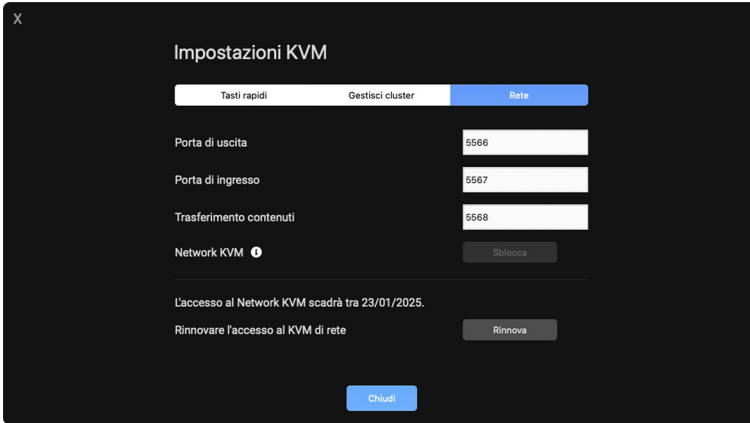 X
Impostazioni KVM
Tasti rapidi Gestisci cluster Rete
Porta di uscita 5566
Porta di ingresso 5567
Trasferimento contenuti 5568
Network KVM Sblocca
L'accesso al Network KVM scadrà tra 23/01/2025.
Rinnovare l'accesso al KVM di rete Rinnova
Chiudi